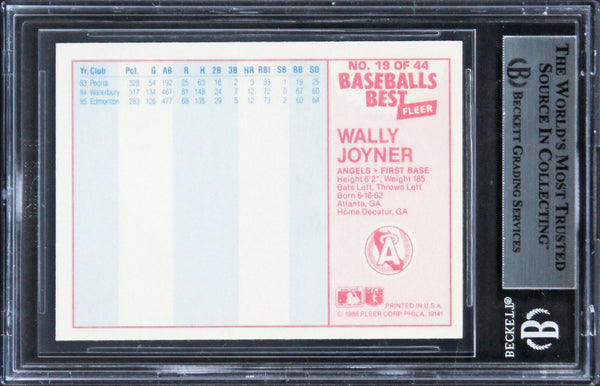 Yr. Club Pct. G AB R H 2B 3B HR RBI SB BB SO
83 Peoria .328 54 192 25 63 16 2 3 33 1 19 25
84 Waterbury .317 134 467 81 148 24 7 12 72 0 67 60
85 Edmonton .283 126 477 68 135 29 5 12 73 2 60 64
NO. 19 OF 44
BASEBALLS
BEST
FLEER
WALLY
JOYNER
ANGELS • FIRST BASE
Height 6'2", Weight 185
Bats Left, Throws Left
Born 6-16-62
Atlanta, GA
Home Decatur, GA
A
PRINTED IN U.S.A.
© 1986 FLEER CORP. PHILA. 19141
THE WORLD'S MOST TRUSTED
SOURCE IN COLLECTING™
B BECKETT GRADING SERVICES
BECKETT®
B